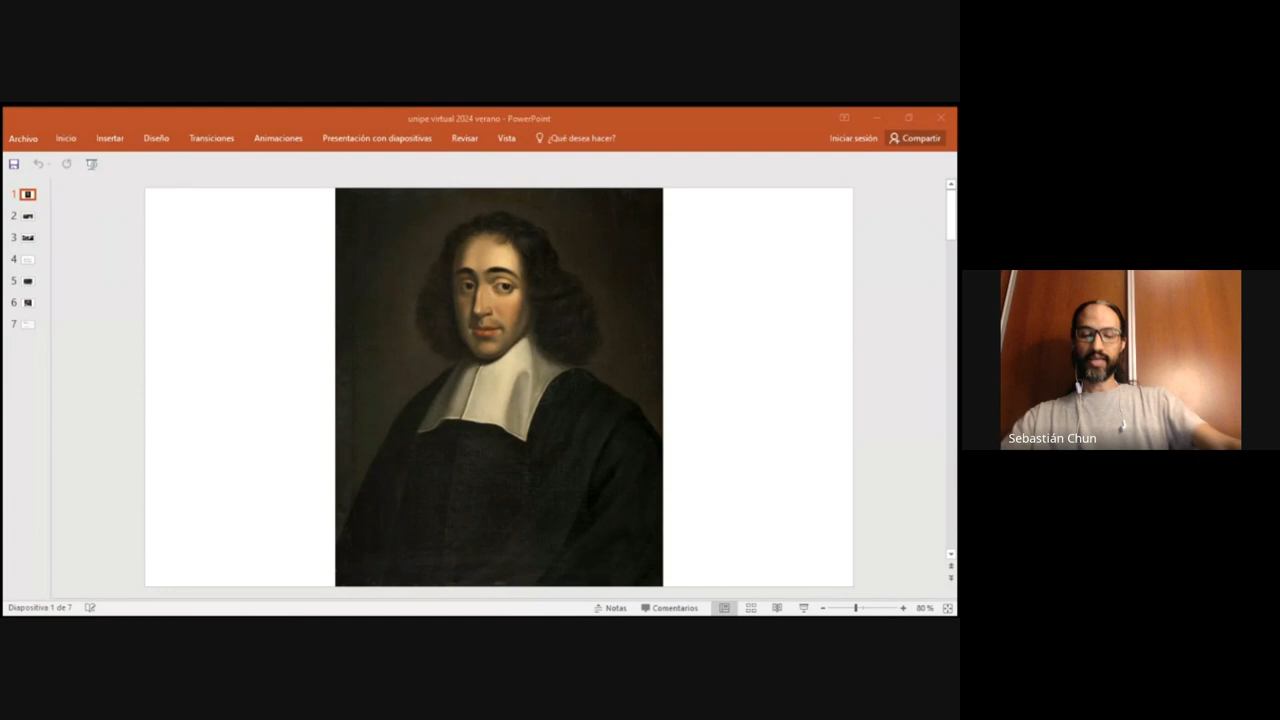 unipe virtual 2024 verano - PowerPoint
Archivo Inicio Insertar Diseño Transiciones Animaciones Presentación con diapositivas Revisar Vista ¿Qué desea hacer? Iniciar sesión Compartir
1
2
3
4
5
6
7
Sebastián Chun
Diapositiva 1 de 7 Notas Comentarios 80 %